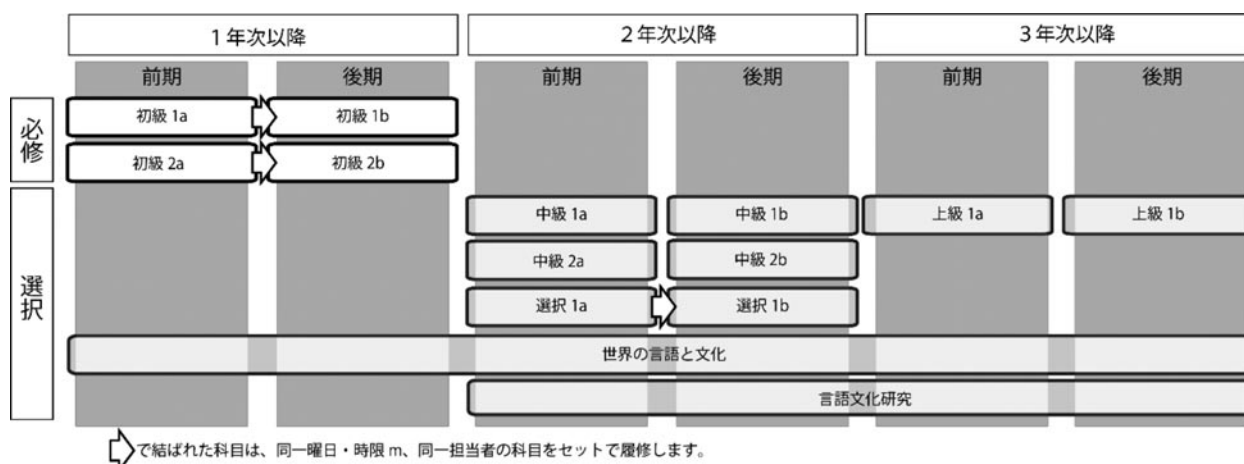 1年次以降 2年次以降 3年次以降
前期 後期 前期 後期 前期 後期
必修
初級 1a 初級 1b
初級 2a 初級 2b
選択
中級 1a 中級 1b 上級 1a 上級 1b
中級 2a 中級 2b
選択 1a 選択 1b
世界の言語と文化
言語文化研究
で結ばれた科目は、同一曜日・時限 m、同一担当者の科目をセットで履修します。